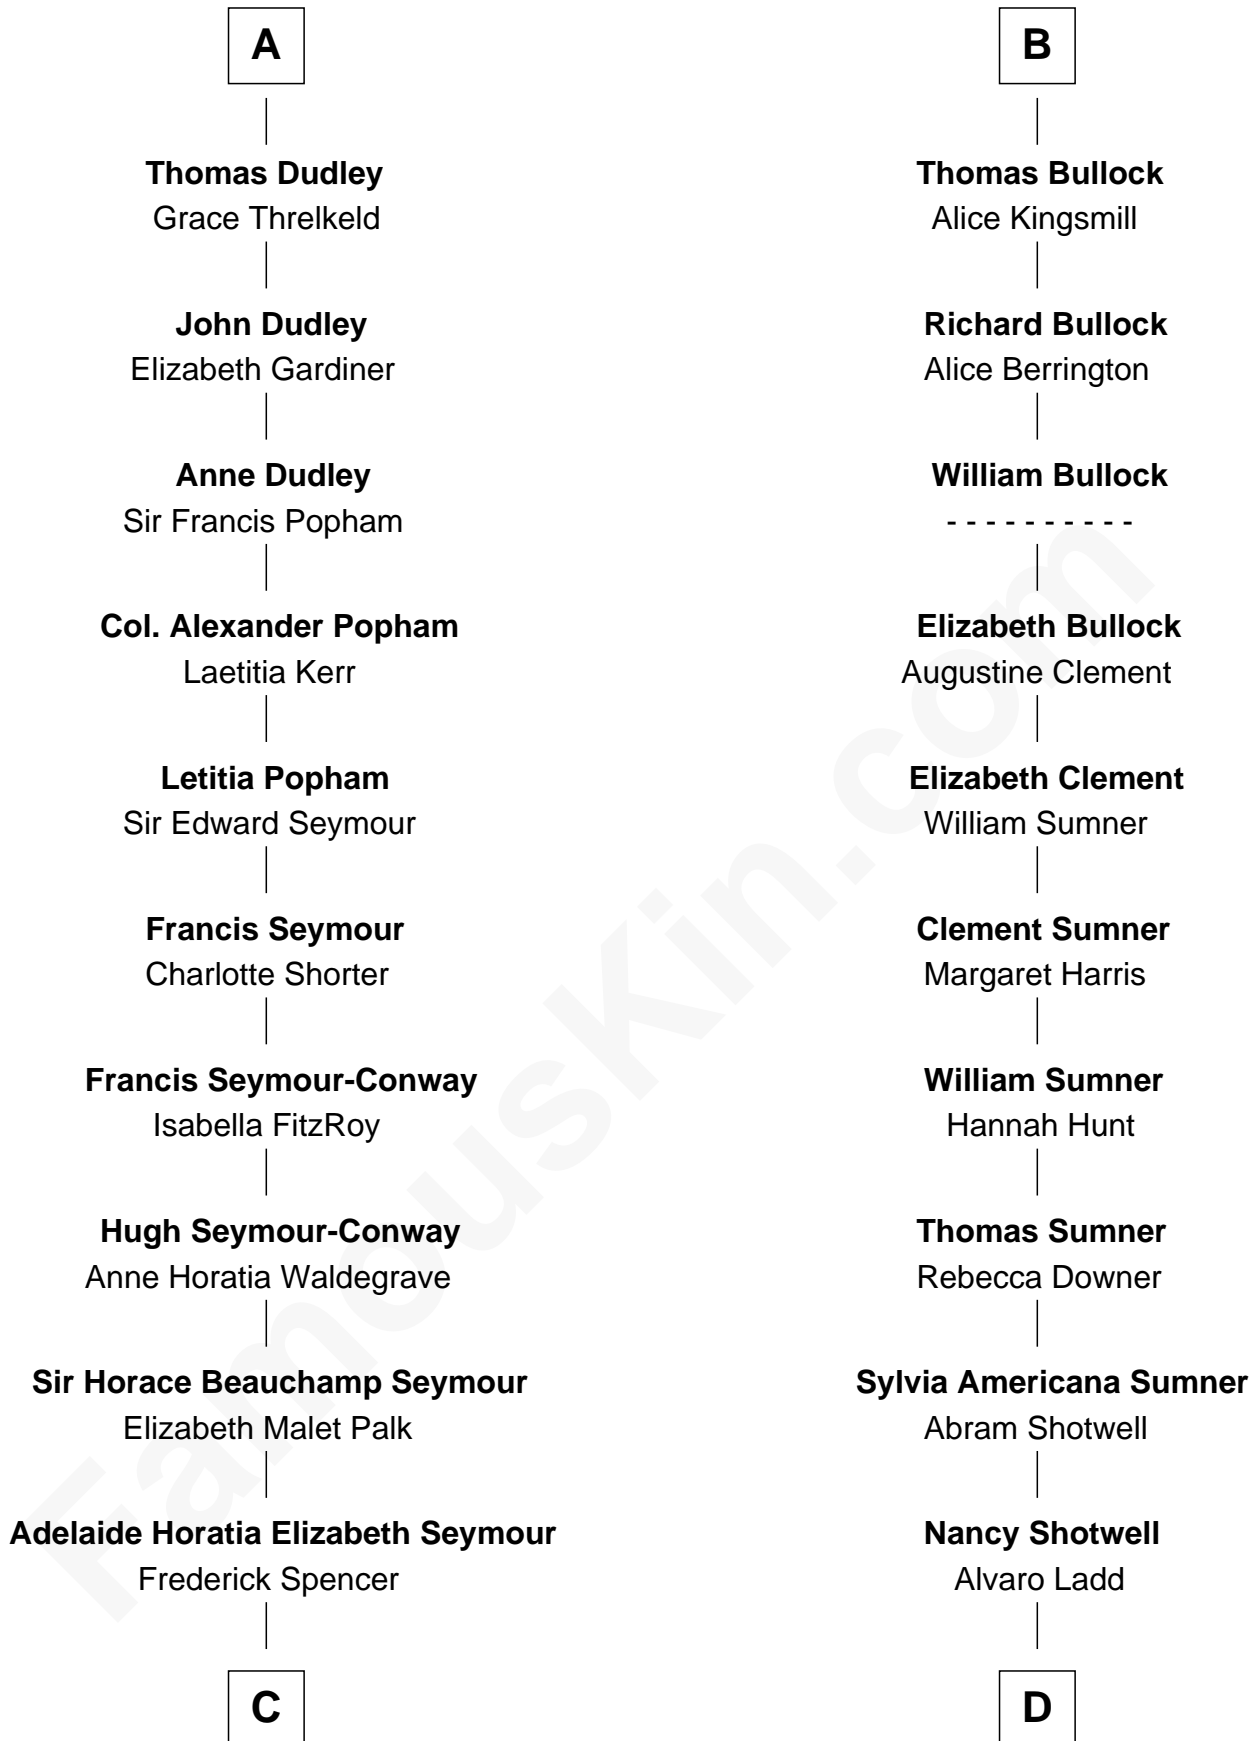 A
Thomas Dudley
Grace Threlkeld
John Dudley
Elizabeth Gardiner
Anne Dudley
Sir Francis Popham
Col. Alexander Popham
Laetitia Kerr
Letitia Popham
Sir Edward Seymour
Francis Seymour
Charlotte Shorter
Francis Seymour-Conway
Isabella FitzRoy
Hugh Seymour-Conway
Anne Horatia Waldegrave
Sir Horace Beauchamp Seymour
Elizabeth Malet Palk
Adelaide Horatia Elizabeth Seymour
Frederick Spencer
C
B
Thomas Bullock
Alice Kingsmill
Richard Bullock
Alice Berrington
William Bullock
- - - - - - - - - -
Elizabeth Bullock
Augustine Clement
Elizabeth Clement
William Sumner
Clement Sumner
Margaret Harris
William Sumner
Hannah Hunt
Thomas Sumner
Rebecca Downer
Sylvia Americana Sumner
Abram Shotwell
Nancy Shotwell
Alvaro Ladd
D
FamousKin.com